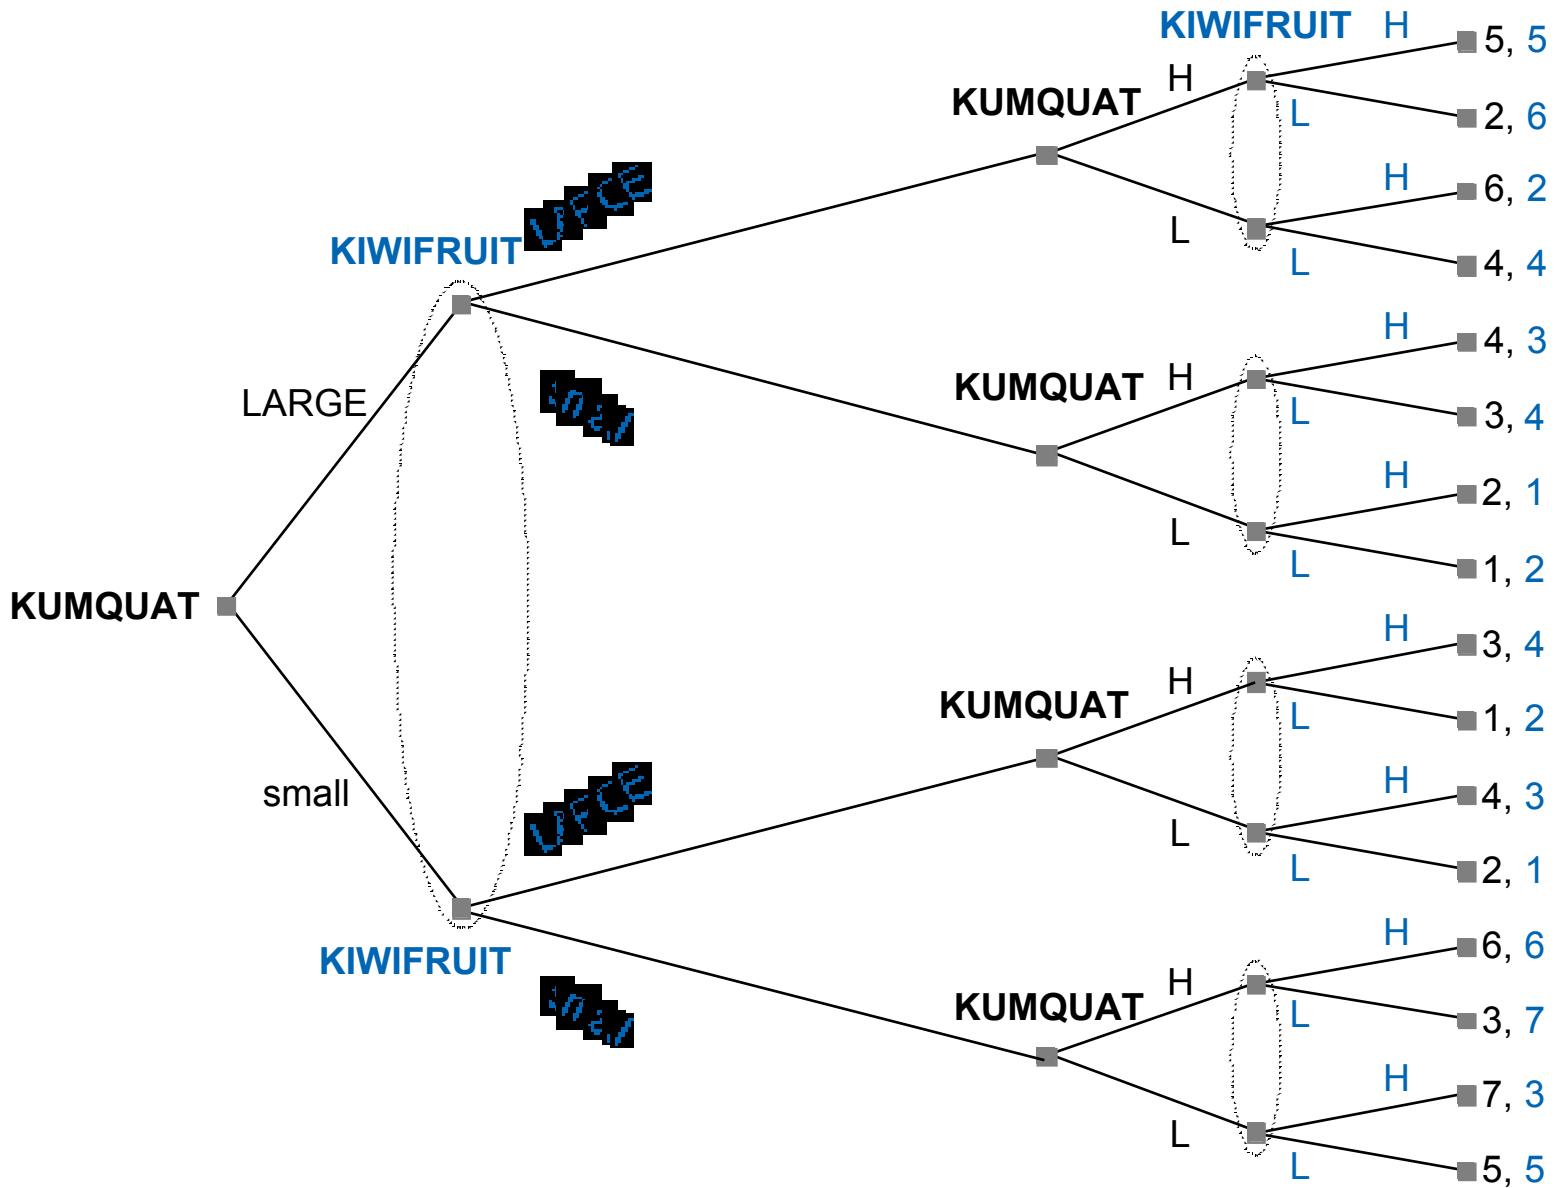 KIWIFRUIT
H
5, 5
H
KUMQUAT
L
2, 6
H
6, 2
L
KIWIFRUIT
L
4, 4
H
4, 3
H
KUMQUAT
LARGE
L
3, 4
H
2, 1
L
L
1, 2
KUMQUAT
H
3, 4
H
KUMQUAT
L
1, 2
small
H
4, 3
L
L
2, 1
H
6, 6
KIWIFRUIT
H
KUMQUAT
L
3, 7
H
7, 3
L
L
5, 5